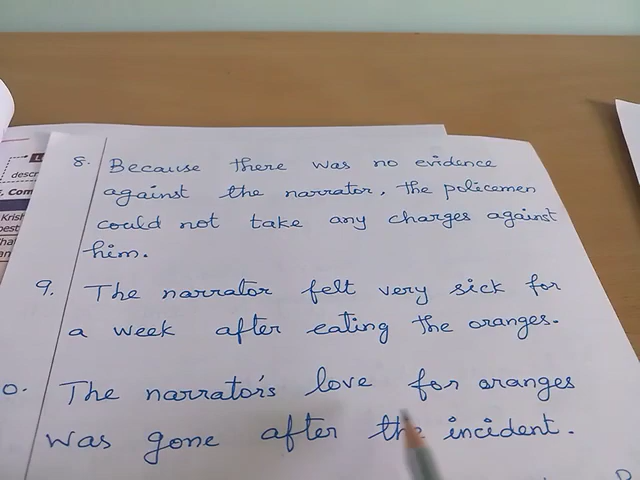 8. Because there was no evidence
against the narrator, the policemen
could not take any charges against
him.
9. The narrator felt very sick for
a week after eating the oranges.
0. The narrator's love for oranges
was gone after the incident.